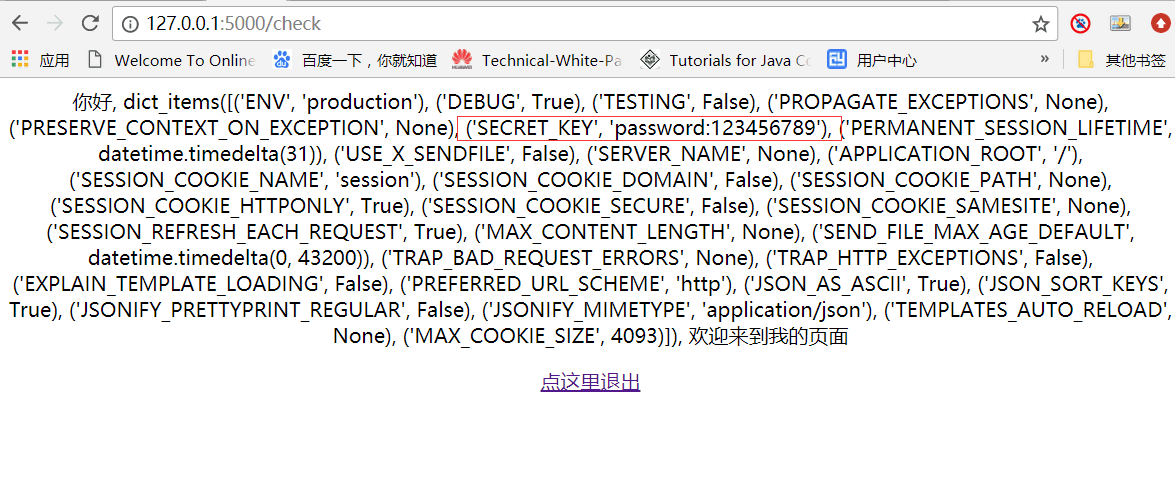 127.0.0.1:5000/check
应用 Welcome To Online 百度一下，你就知道 Technical-White-Pa Tutorials for Java Co 用户中心 » 其他书签
你好, dict_items([('ENV', 'production'), ('DEBUG', True), ('TESTING', False), ('PROPAGATE_EXCEPTIONS', None),
('PRESERVE_CONTEXT_ON_EXCEPTION', None), ('SECRET_KEY', 'password:123456789'), ('PERMANENT_SESSION_LIFETIME',
datetime.timedelta(31)), ('USE_X_SENDFILE', False), ('SERVER_NAME', None), ('APPLICATION_ROOT', '/'),
('SESSION_COOKIE_NAME', 'session'), ('SESSION_COOKIE_DOMAIN', False), ('SESSION_COOKIE_PATH', None),
('SESSION_COOKIE_HTTPONLY', True), ('SESSION_COOKIE_SECURE', False), ('SESSION_COOKIE_SAMESITE', None),
('SESSION_REFRESH_EACH_REQUEST', True), ('MAX_CONTENT_LENGTH', None), ('SEND_FILE_MAX_AGE_DEFAULT',
datetime.timedelta(0, 43200)), ('TRAP_BAD_REQUEST_ERRORS', None), ('TRAP_HTTP_EXCEPTIONS', False),
('EXPLAIN_TEMPLATE_LOADING', False), ('PREFERRED_URL_SCHEME', 'http'), ('JSON_AS_ASCII', True), ('JSON_SORT_KEYS',
True), ('JSONIFY_PRETTYPRINT_REGULAR', False), ('JSONIFY_MIMETYPE', 'application/json'), ('TEMPLATES_AUTO_RELOAD',
None), ('MAX_COOKIE_SIZE', 4093)]), 欢迎来到我的页面
点这里退出